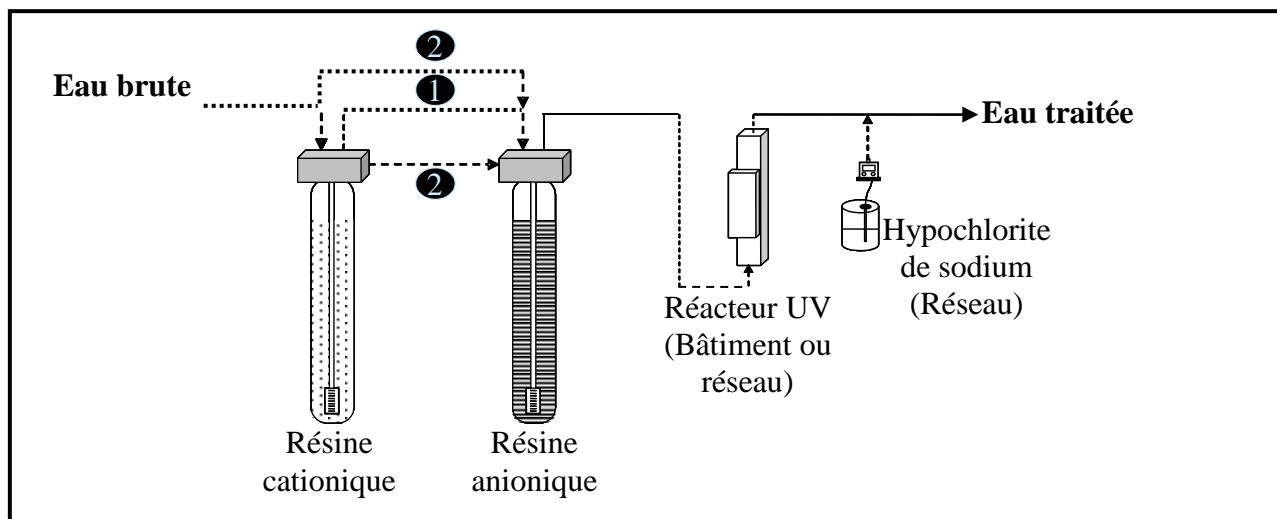 2
Eau brute
1
Eau traitée
2
Hypochlorite
de sodium
(Réseau)
Réacteur UV
(Bâtiment ou
réseau)
Résine
cationique
Résine
anionique